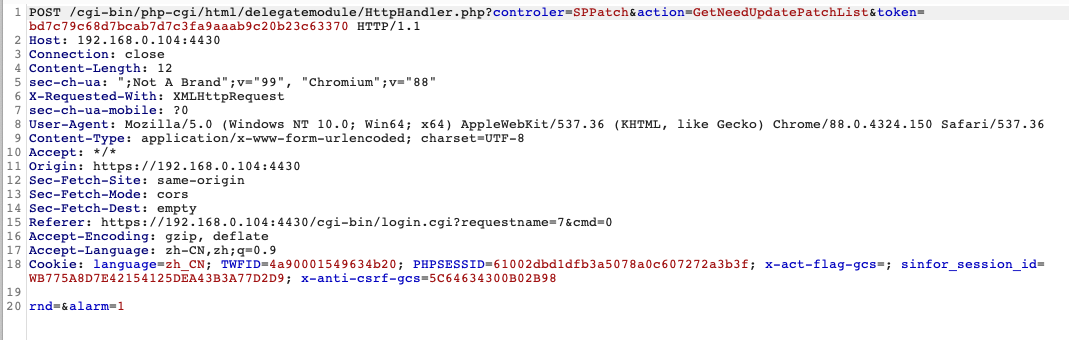 1 POST /cgi-bin/php-cgi/html/delegatemodule/HttpHandler.php?controler=SPPatch&action=GetNeedUpdatePatchList&token=
bd7c79c68d7bcab7d7c3fa9aaab9c20b23c63370 HTTP/1.1
2 Host: 192.168.0.104:4430
3 Connection: close
4 Content-Length: 12
5 sec-ch-ua: ";Not A Brand";v="99", "Chromium";v="88"
6 X-Requested-With: XMLHttpRequest
7 sec-ch-ua-mobile: ?0
8 User-Agent: Mozilla/5.0 (Windows NT 10.0; Win64; x64) AppleWebKit/537.36 (KHTML, like Gecko) Chrome/88.0.4324.150 Safari/537.36
9 Content-Type: application/x-www-form-urlencoded; charset=UTF-8
10 Accept: */*
11 Origin: https://192.168.0.104:4430
12 Sec-Fetch-Site: same-origin
13 Sec-Fetch-Mode: cors
14 Sec-Fetch-Dest: empty
15 Referer: https://192.168.0.104:4430/cgi-bin/login.cgi?requestname=7&cmd=0
16 Accept-Encoding: gzip, deflate
17 Accept-Language: zh-CN,zh;q=0.9
18 Cookie: language=zh_CN; TWFID=4a90001549634b20; PHPSESSID=61002dbd1dfb3a5078a0c607272a3b3f; x-act-flag-gcs=; sinfor_session_id=
WB775A8D7E42154125DEA43B3A77D2D9; x-anti-csrf-gcs=5C64634300B02B98
19
20 rnd=&alarm=1